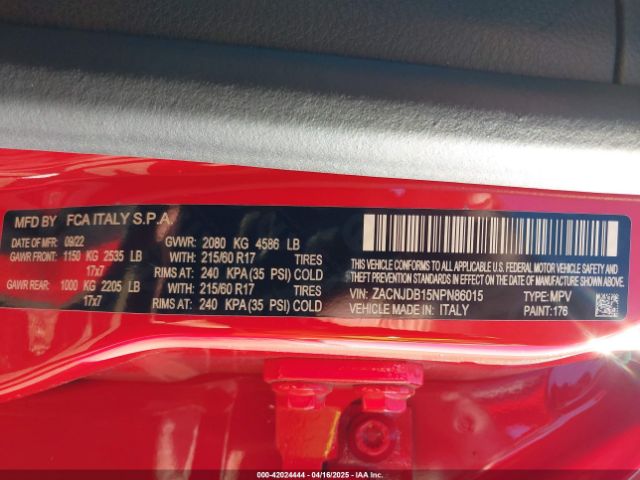 MFD BY FCA ITALY S.P.A.
DATE OF MFR: 09/22 GVWR: 2080 KG 4586 LB
GAWR FRONT: 1150 KG 2535 LB WITH: 215/60 R17 TIRES
17x7 RIMS AT: 240 KPA (35 PSI) COLD
GAWR REAR: 1000 KG 2205 LB WITH: 215/60 R17 TIRES
17x7 RIMS AT: 240 KPA (35 PSI) COLD
THIS VEHICLE CONFORMS TO ALL APPLICABLE U.S.A. FEDERAL MOTOR VEHICLE SAFETY
AND THEFT PREVENTION STANDARDS IN EFFECT ON THE DATE OF MANUFACTURE SHOWN ABOVE.
VIN: ZACNJDB15NPN86015 TYPE: MPV
VEHICLE MADE IN: ITALY PAINT: 176
000-42024444 - 04/16/2025 - IAAI.COM